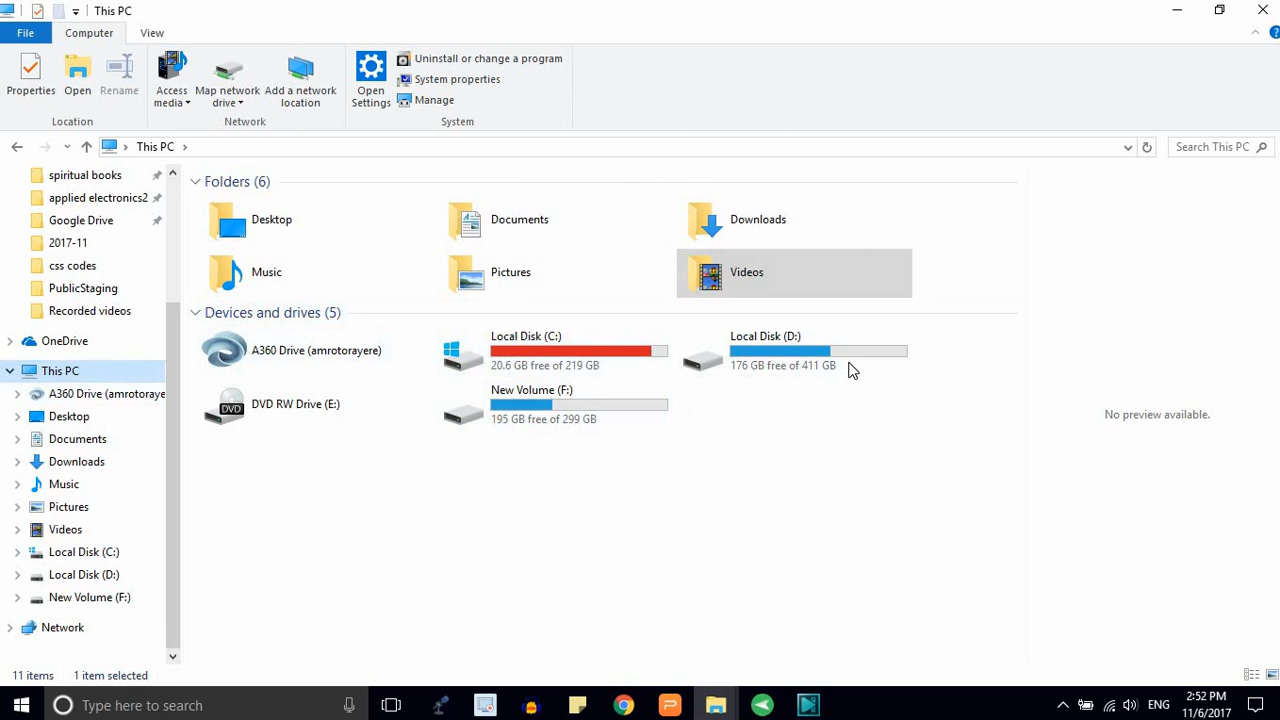 This PC
File
Computer
View
Properties
Open
Rename
Access media
Map network drive
Add a network location
Open Settings
Uninstall or change a program
System properties
Manage
Location
Network
System
This PC
Search This PC
spiritual books
applied electronics2
Google Drive
2017-11
css codes
PublicStaging
Recorded videos
OneDrive
This PC
A360 Drive (amrotoraye
Desktop
Documents
Downloads
Music
Pictures
Videos
Local Disk (C:)
Local Disk (D:)
New Volume (F:)
Network
Folders (6)
Desktop
Documents
Downloads
Music
Pictures
Videos
Devices and drives (5)
A360 Drive (amrotorayere)
Local Disk (C:)
20.6 GB free of 219 GB
Local Disk (D:)
176 GB free of 411 GB
DVD
DVD RW Drive (E:)
New Volume (F:)
195 GB free of 299 GB
No preview available.
11 items
1 item selected
Type here to search
ENG
2:52 PM
11/6/2017